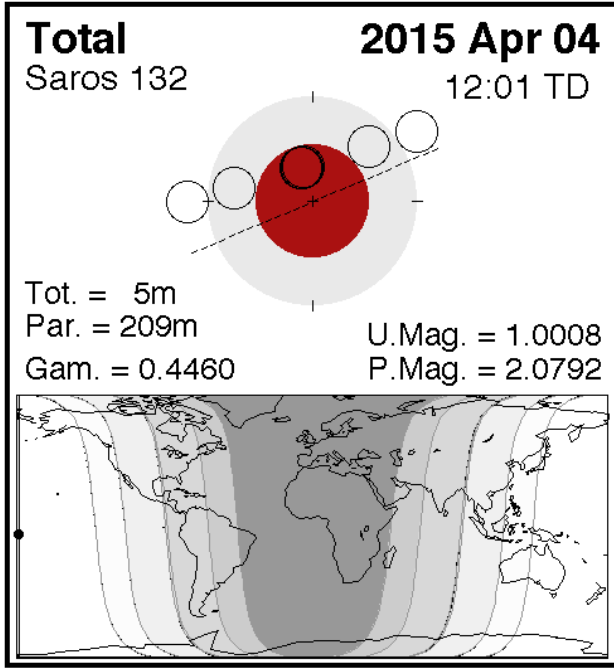 Total 2015 Apr 04
Saros 132 12:01 TD
Tot. = 5m
Par. = 209m U.Mag. = 1.0008
Gam. = 0.4460 P.Mag. = 2.0792